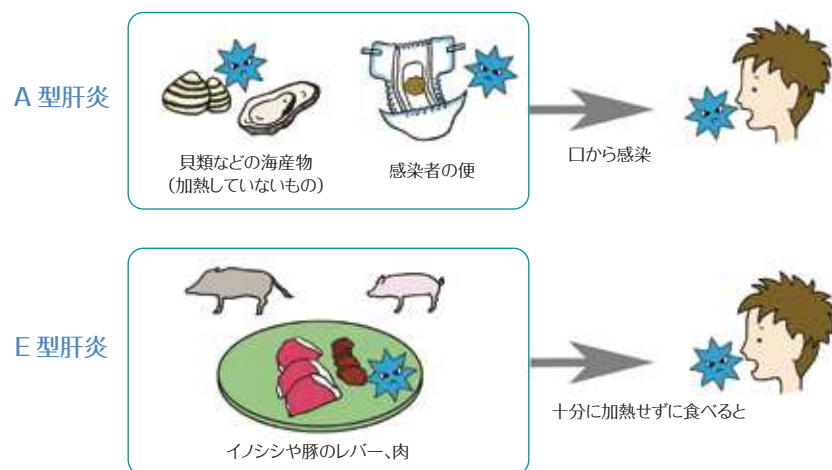 A 型肝炎
貝類などの海産物
（加熱していないもの）
感染者の便
口から感染
E 型肝炎
イノシシや豚のレバー、肉
十分に加熱せずに食べると